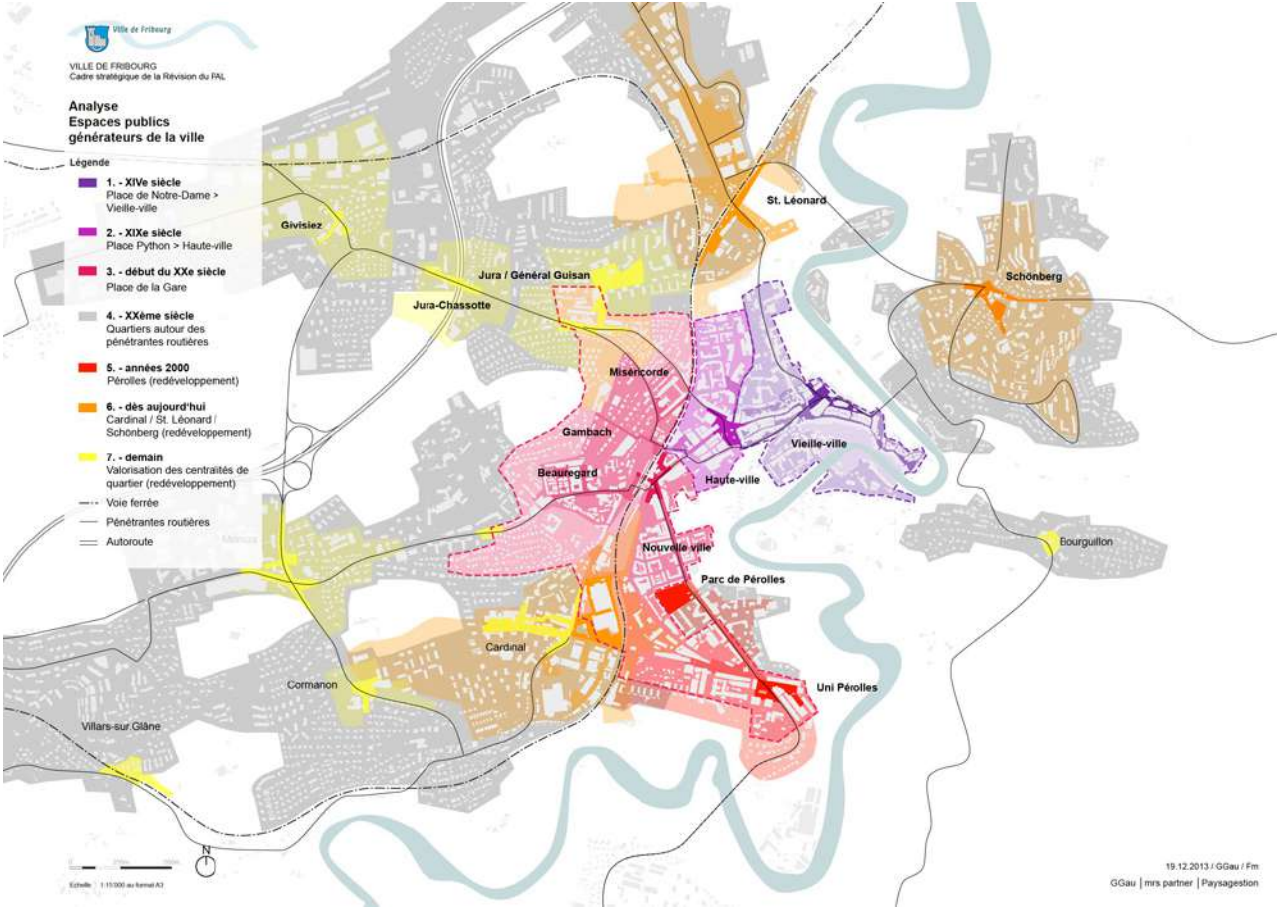 Ville de Fribourg
VILLE DE FRIBOURG
Cadre stratégique de la Révision du PAL
Analyse
Espaces publics
générateurs de la ville
Légende
1. - XIVe siècle
Place de Notre-Dame >
Vieille-ville
2. - XIXe siècle
Place Python > Haute-ville
3. - début du XXe siècle
Place de la Gare
4. - XXème siècle
Quartiers autour des
pénétrantes routières
5. - années 2000
Pérolles (redéveloppement)
6. - dès aujourd'hui
Cardinal / St. Léonard /
Schönberg (redéveloppement)
7. - demain
Valorisation des centralités de
quartier (redéveloppement)
Voie ferrée
Pénétrantes routières
Autoroute
Givisiez
Jura / Général Guisan
Jura-Chassotte
St. Léonard
Schönberg
Miséricorde
Gambach
Beauregard
Vieille-ville
Haute-ville
Nouvelle ville
Bourguillon
Parc de Pérolles
Cardinal
Uni Pérolles
Cormanon
Villars-sur.Glâne
N
0
Echelle 1:15'000 au format A3
19.12.2013 / GGau / Fm
GGau | mrs partner | Paysagestion